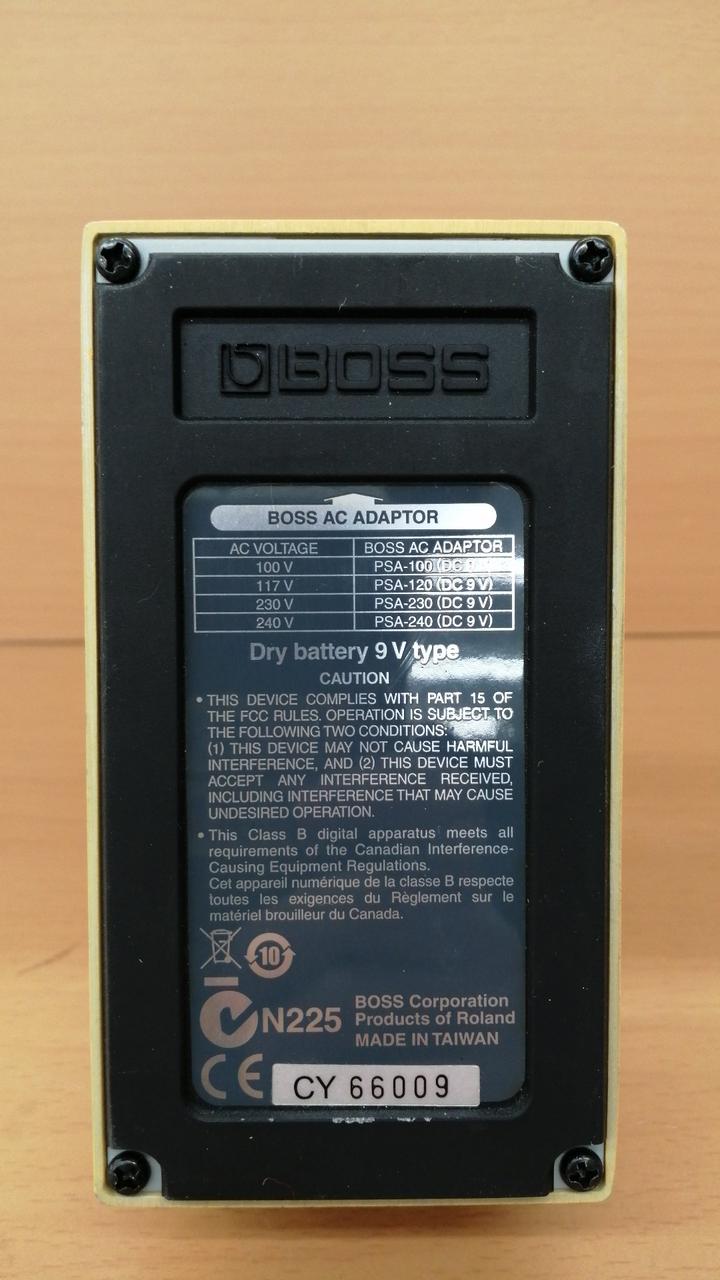 BOSS
BOSS AC ADAPTOR
AC VOLTAGE BOSS AC ADAPTOR
100 V PSA-100 (DC
117 V PSA-120 (DC 9 V)
230 V PSA-230 (DC 9 V)
240 V PSA-240 (DC 9 V)
Dry battery 9 V type
CAUTION
• THIS DEVICE COMPLIES WITH PART 15 OF
THE FCC RULES. OPERATION IS SUBJECT TO
THE FOLLOWING TWO CONDITIONS:
(1) THIS DEVICE MAY NOT CAUSE HARMFUL
INTERFERENCE, AND (2) THIS DEVICE MUST
ACCEPT ANY INTERFERENCE RECEIVED,
INCLUDING INTERFERENCE THAT MAY CAUSE
UNDESIRED OPERATION.
• This Class B digital apparatus meets all
requirements of the Canadian Interference-
Causing Equipment Regulations.
Cet appareil numérique de la classe B respecte
toutes les exigences du Règlement sur le
matériel brouilleur du Canada.
10
N225
BOSS Corporation
Products of Roland
MADE IN TAIWAN
CE
CY 66009